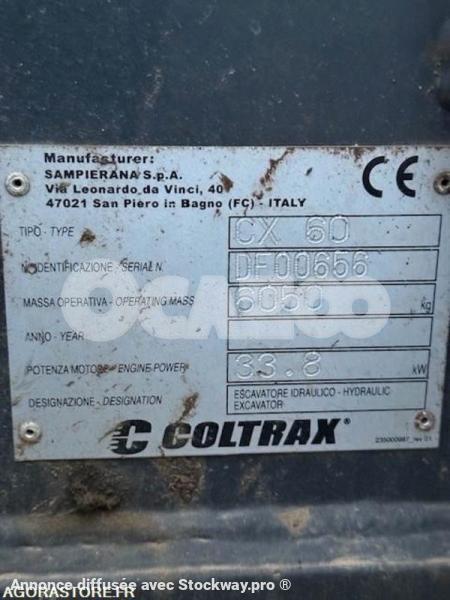 Manufacturer:
SAMPIERANA S.p.A.
Via Leonardo da Vinci, 40
47021 San Piero in Bagno (FC) - ITALY
CE
TIPO - TYPE CX 60
N.IDENTIFICAZIONE - SERIAL N. DF00656
MASSA OPERATIVA - OPERATING MASS 6050 kg
ANNO - YEAR
POTENZA MOTORE - ENGINE POWER 33.8 kW
DESIGNAZIONE - DESIGNATION ESCAVATORE IDRAULICO - HYDRAULIC
EXCAVATOR
COLTRAX®
235000987_rev 01
Annonce diffusée avec Stockway.pro ®
AGORASTORE.FR